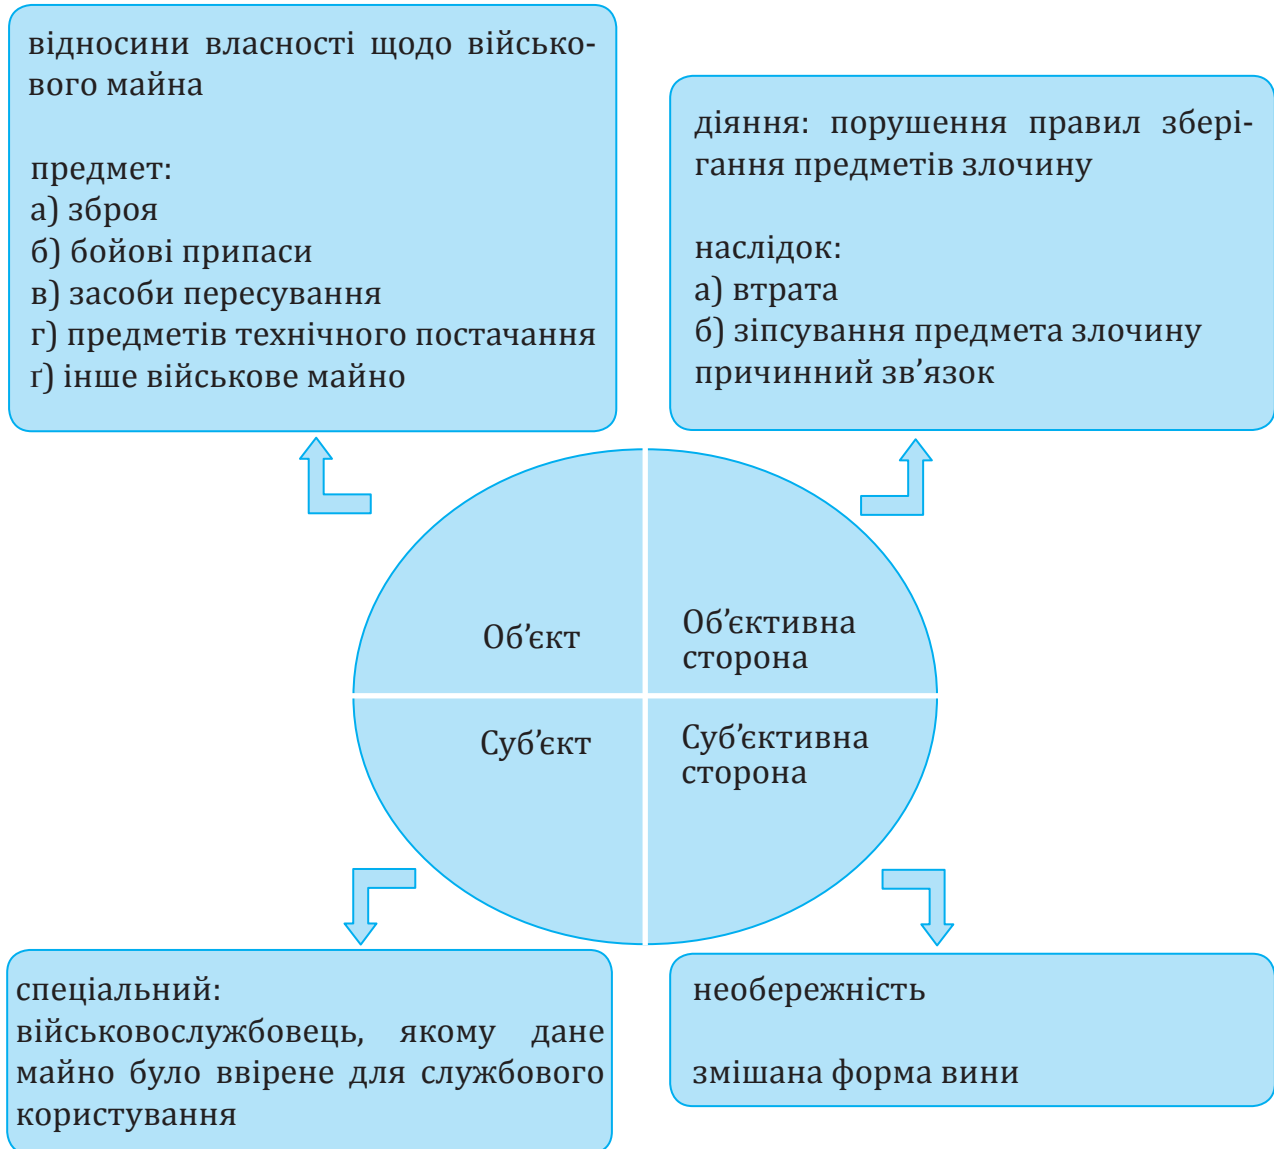 відносини власності щодо військо-
вого майна
предмет:
а) зброя
б) бойові припаси
в) засоби пересування
г) предметів технічного постачання
ґ) інше військове майно
діяння: порушення правил збері-
гання предметів злочину
наслідок:
а) втрата
б) зіпсування предмета злочину
причинний зв’язок
Об’єкт
Об’єктивна
сторона
Суб’єкт
Суб’єктивна
сторона
спеціальний:
військовослужбовець, якому дане
майно було ввірене для службового
користування
необережність
змішана форма вини